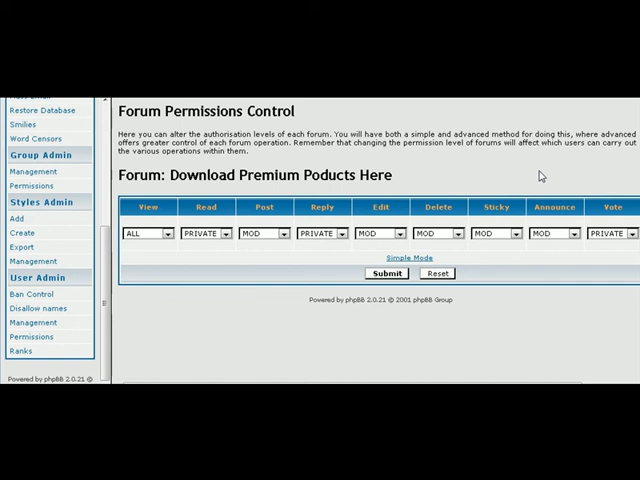 Restore Database
Smilies
Word Censors
Group Admin
Management
Permissions
Styles Admin
Add
Create
Export
Management
User Admin
Ban Control
Disallow names
Management
Permissions
Ranks
Powered by phpBB 2.0.21 ©
Forum Permissions Control
Here you can alter the authorisation levels of each forum. You will have both a simple and advanced method for doing this, where advanced
offers greater control of each forum operation. Remember that changing the permission level of forums will affect which users can carry out
the various operations within them.
Forum: Download Premium Poducts Here
View Read Post Reply Edit Delete Sticky Announce Vote
ALL PRIVATE MOD PRIVATE MOD MOD MOD MOD PRIVATE
Simple Mode
Submit Reset
Powered by phpBB 2.0.21 © 2001 phpBB Group